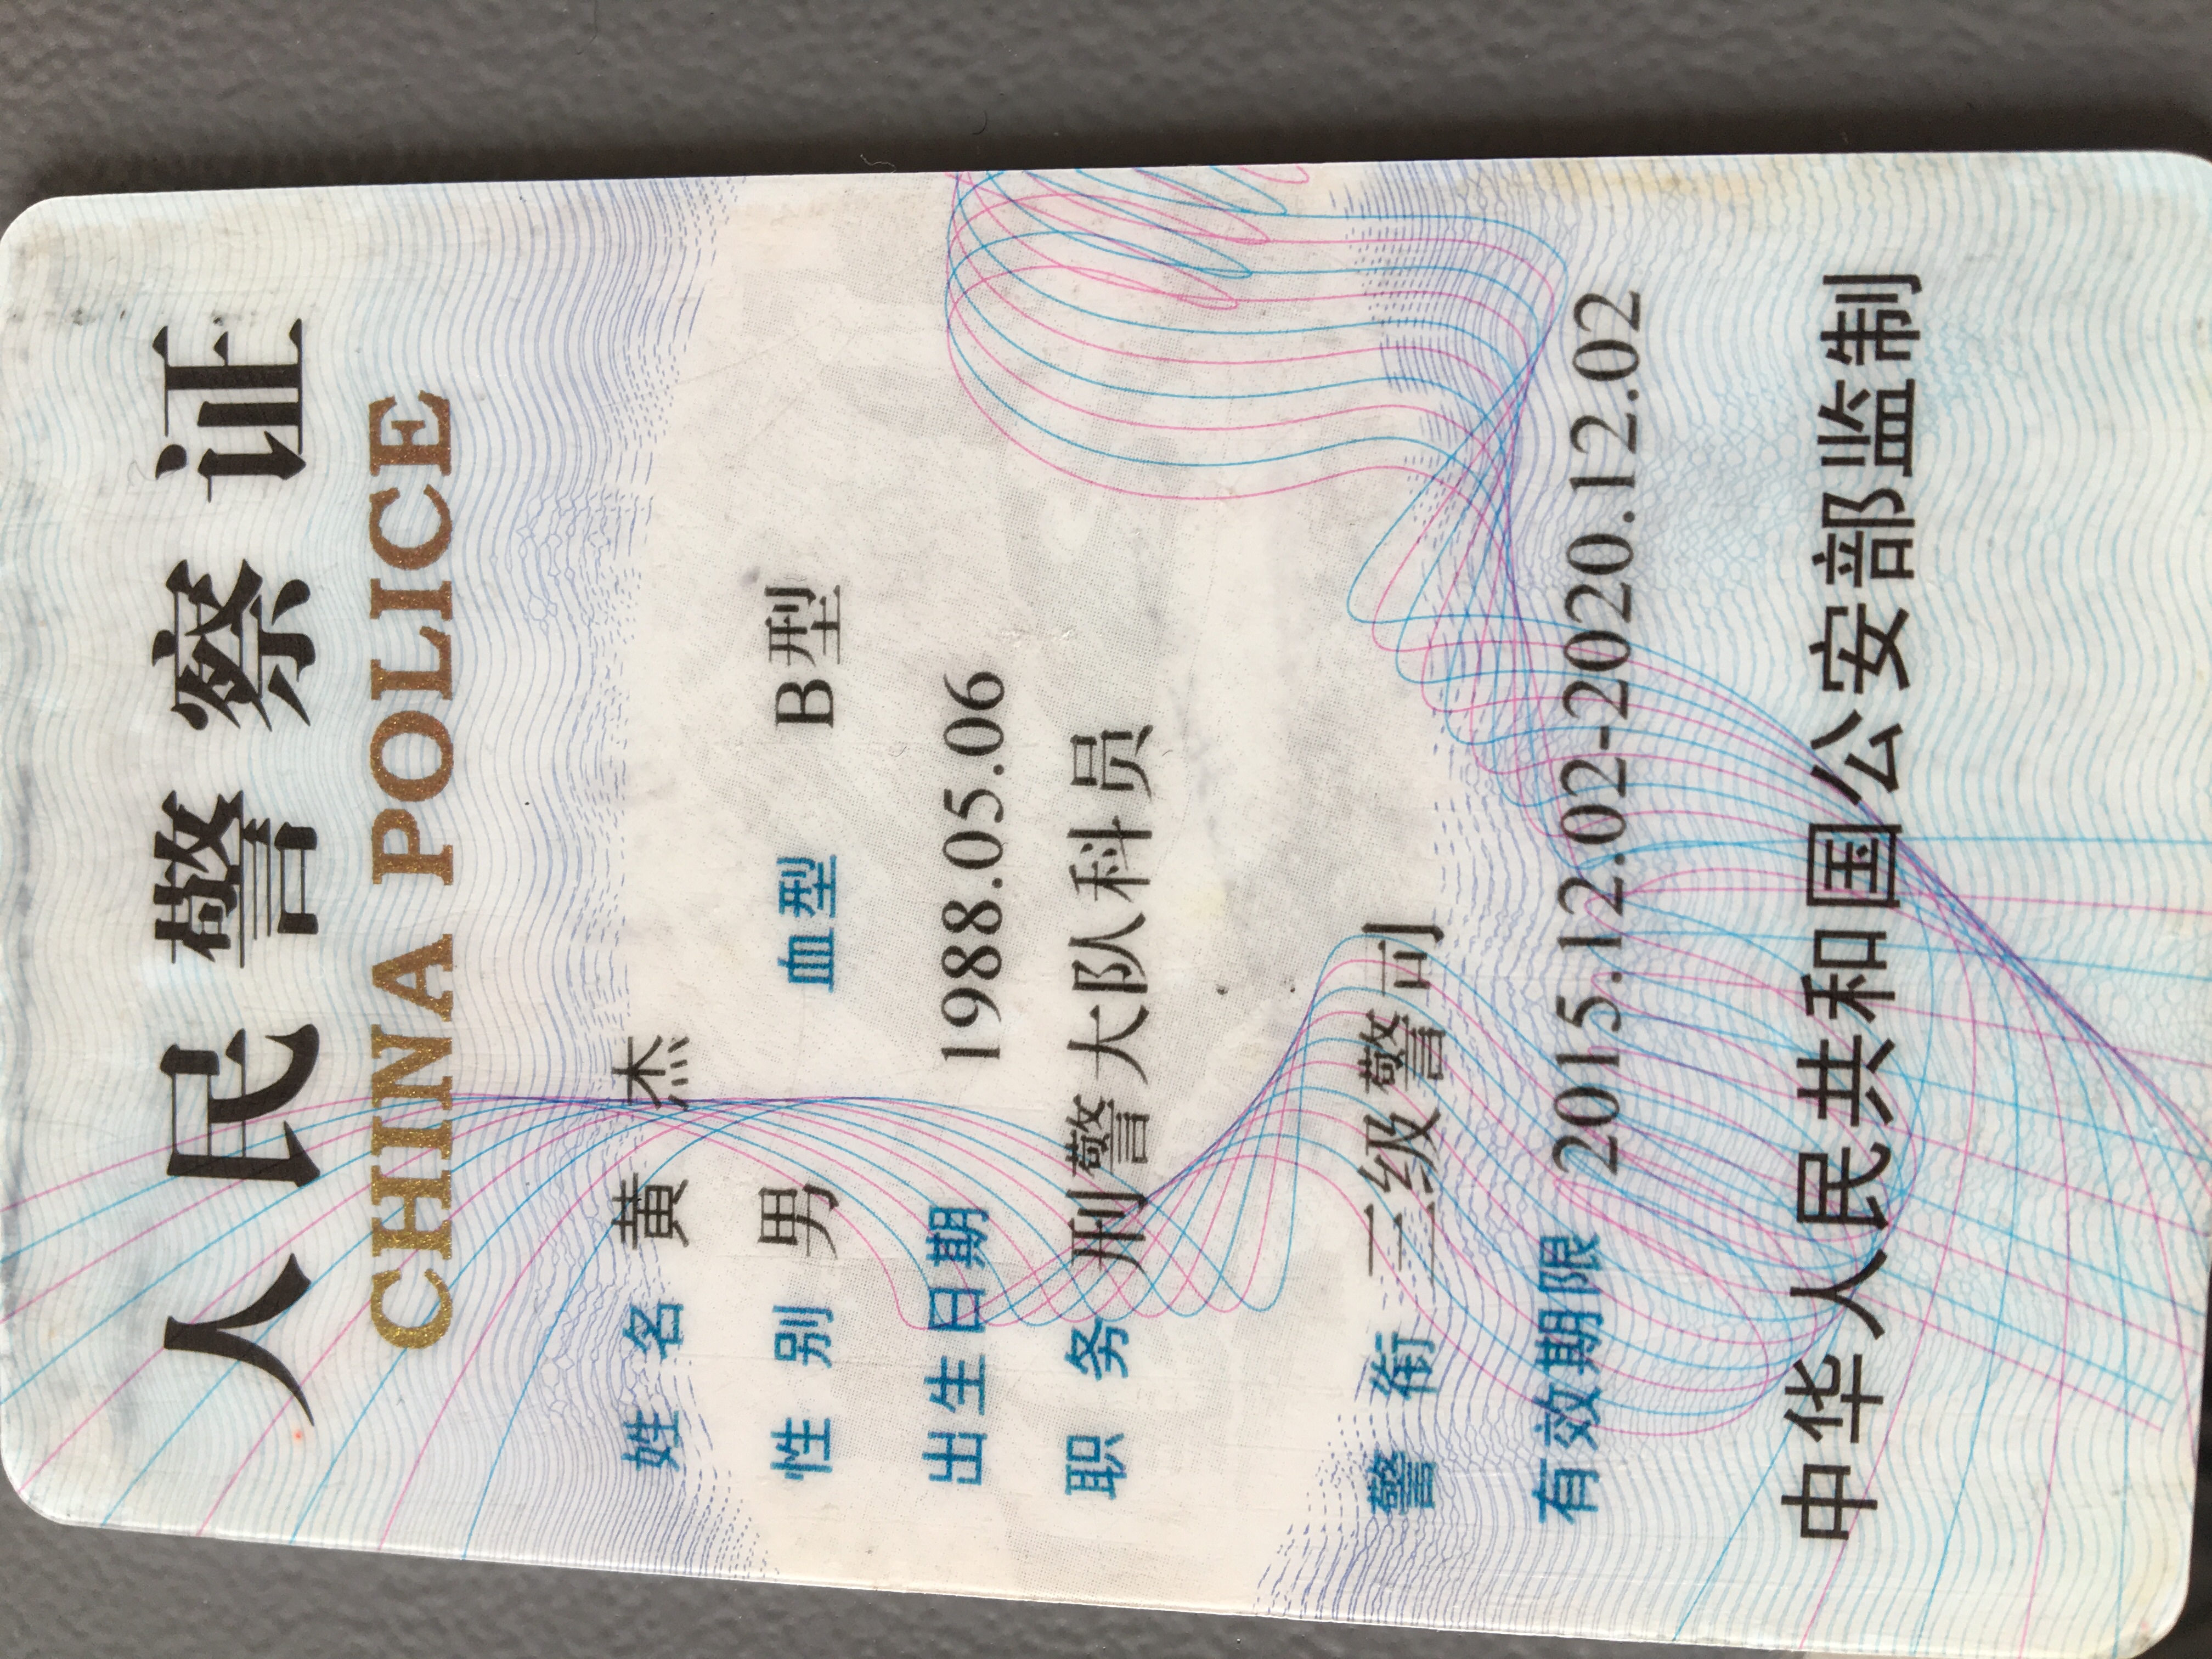 人民警察证
CHINA POLICE
姓名 黄杰
性别 男 血型 B型
出生日期 1988.05.06
职务 刑警大队科员
警衔 三级警司
有效期限 2015.12.02-2020.12.02
中华人民共和国公安部监制